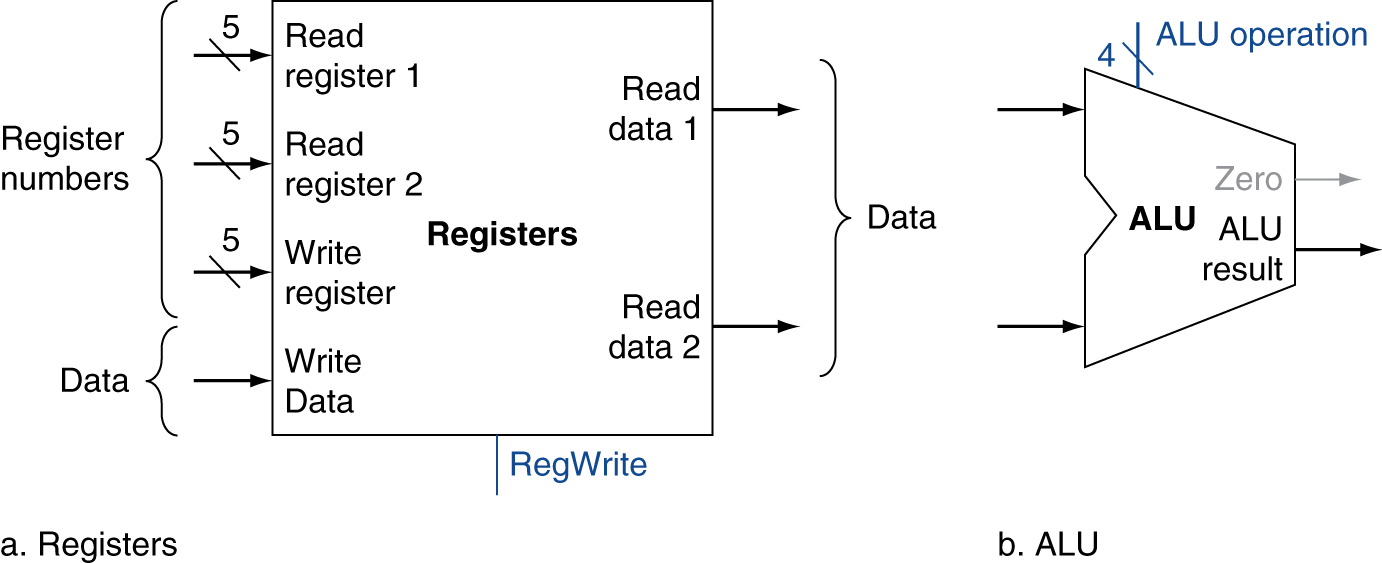 5
Read
register 1
5
Read
register 2
5
Write
register
Write
Data
Register
numbers
Data
Registers
Read
data 1
Read
data 2
Data
RegWrite
a. Registers
4
ALU operation
Zero
ALU
ALU
result
b. ALU